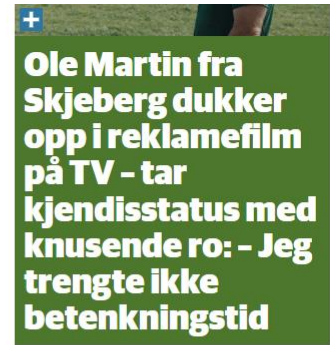 +
Ole Martin fra
Skjeberg dukker
opp i reklamefilm
på TV – tar
kjendisstatus med
knusende ro: – Jeg
trengte ikke
betenkningstid